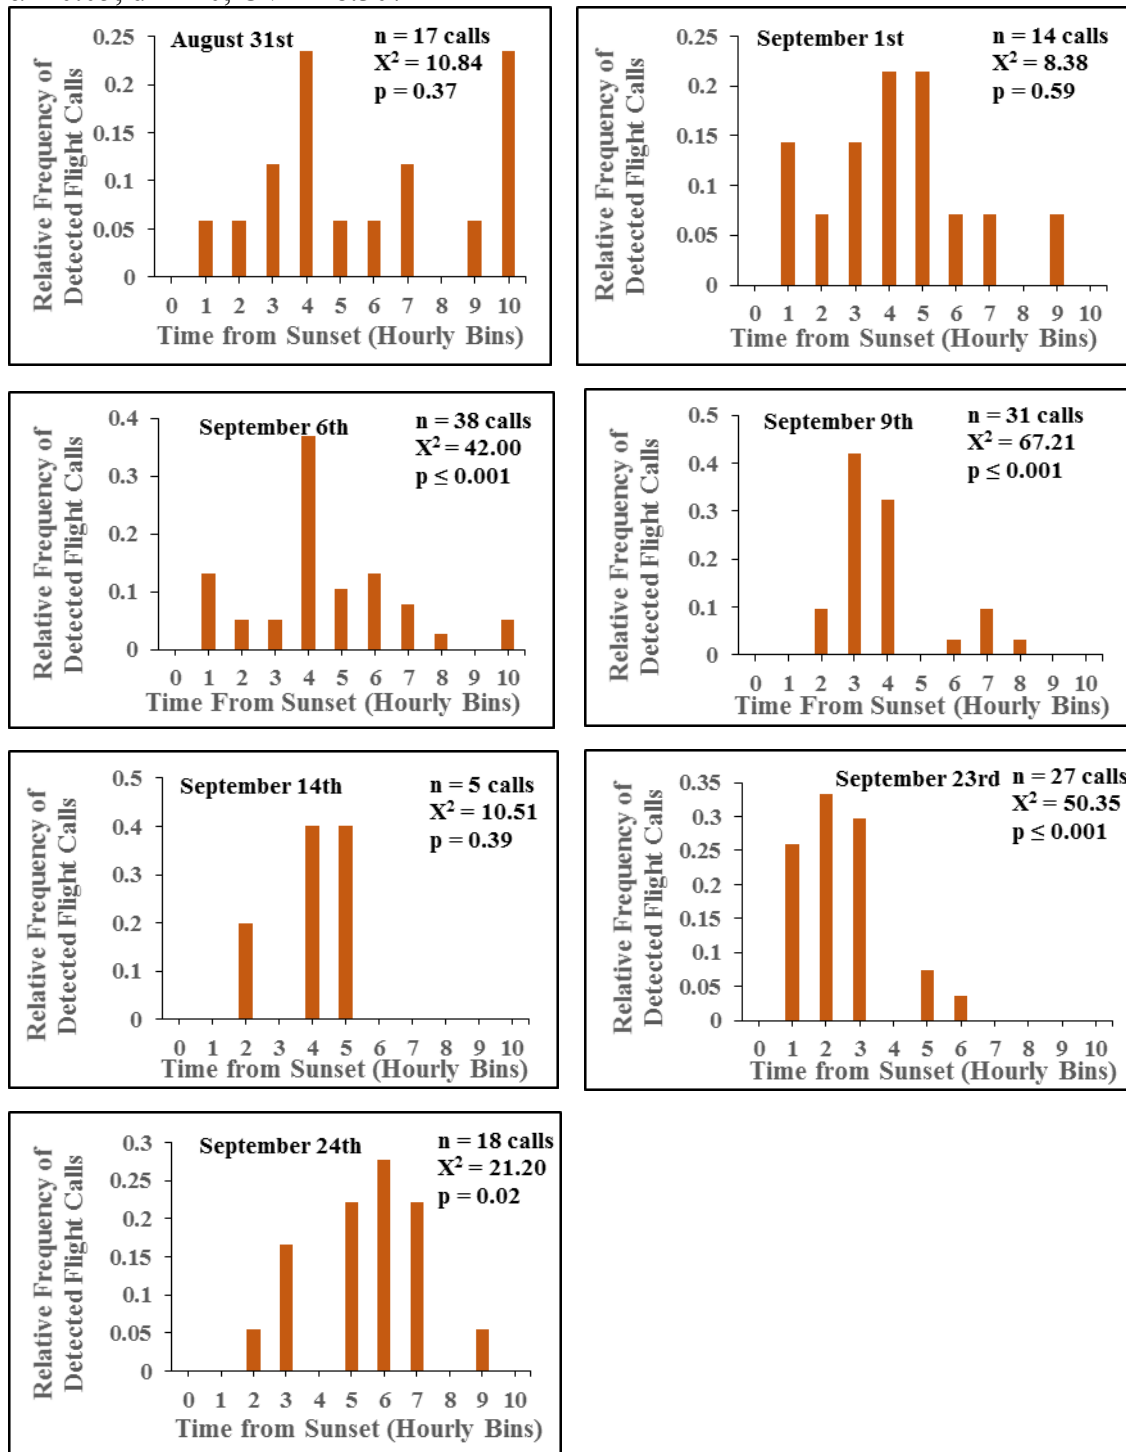 August 31st
n = 17 calls
X² = 10.84
p = 0.37
Relative Frequency of
Detected Flight Calls
0.25
0.2
0.15
0.1
0.05
0
0 1 2 3 4 5 6 7 8 9 10
Time from Sunset (Hourly Bins)
September 1st
n = 14 calls
X² = 8.38
p = 0.59
Relative Frequency of
Detected Flight Calls
0.25
0.2
0.15
0.1
0.05
0
0 1 2 3 4 5 6 7 8 9 10
Time from Sunset (Hourly Bins)
September 6th
n = 38 calls
X² = 42.00
p ≤ 0.001
Relative Frequency of
Detected Flight Calls
0.4
0.3
0.2
0.1
0
0 1 2 3 4 5 6 7 8 9 10
Time From Sunset (Hourly Bins)
September 9th
n = 31 calls
X² = 67.21
p ≤ 0.001
Relative Frequency of
Detected Flight Calls
0.5
0.4
0.3
0.2
0.1
0
0 1 2 3 4 5 6 7 8 9 10
Time From Sunset (Hourly Bins)
September 14th
n = 5 calls
X² = 10.51
p = 0.39
Relative Frequency of
Detected Flight Calls
0.5
0.4
0.3
0.2
0.1
0
0 1 2 3 4 5 6 7 8 9 10
Time from Sunset (Hourly Bins)
September 23rd
n = 27 calls
X² = 50.35
p ≤ 0.001
Relative Frequency of
Detected Flight Calls
0.35
0.3
0.25
0.2
0.15
0.1
0.05
0
0 1 2 3 4 5 6 7 8 9 10
Time from Sunset (Hourly Bins)
September 24th
n = 18 calls
X² = 21.20
p = 0.02
Relative Frequency of
Detected Flight Calls
0.3
0.25
0.2
0.15
0.1
0.05
0
0 1 2 3 4 5 6 7 8 9 10
Time from Sunset (Hourly Bins)